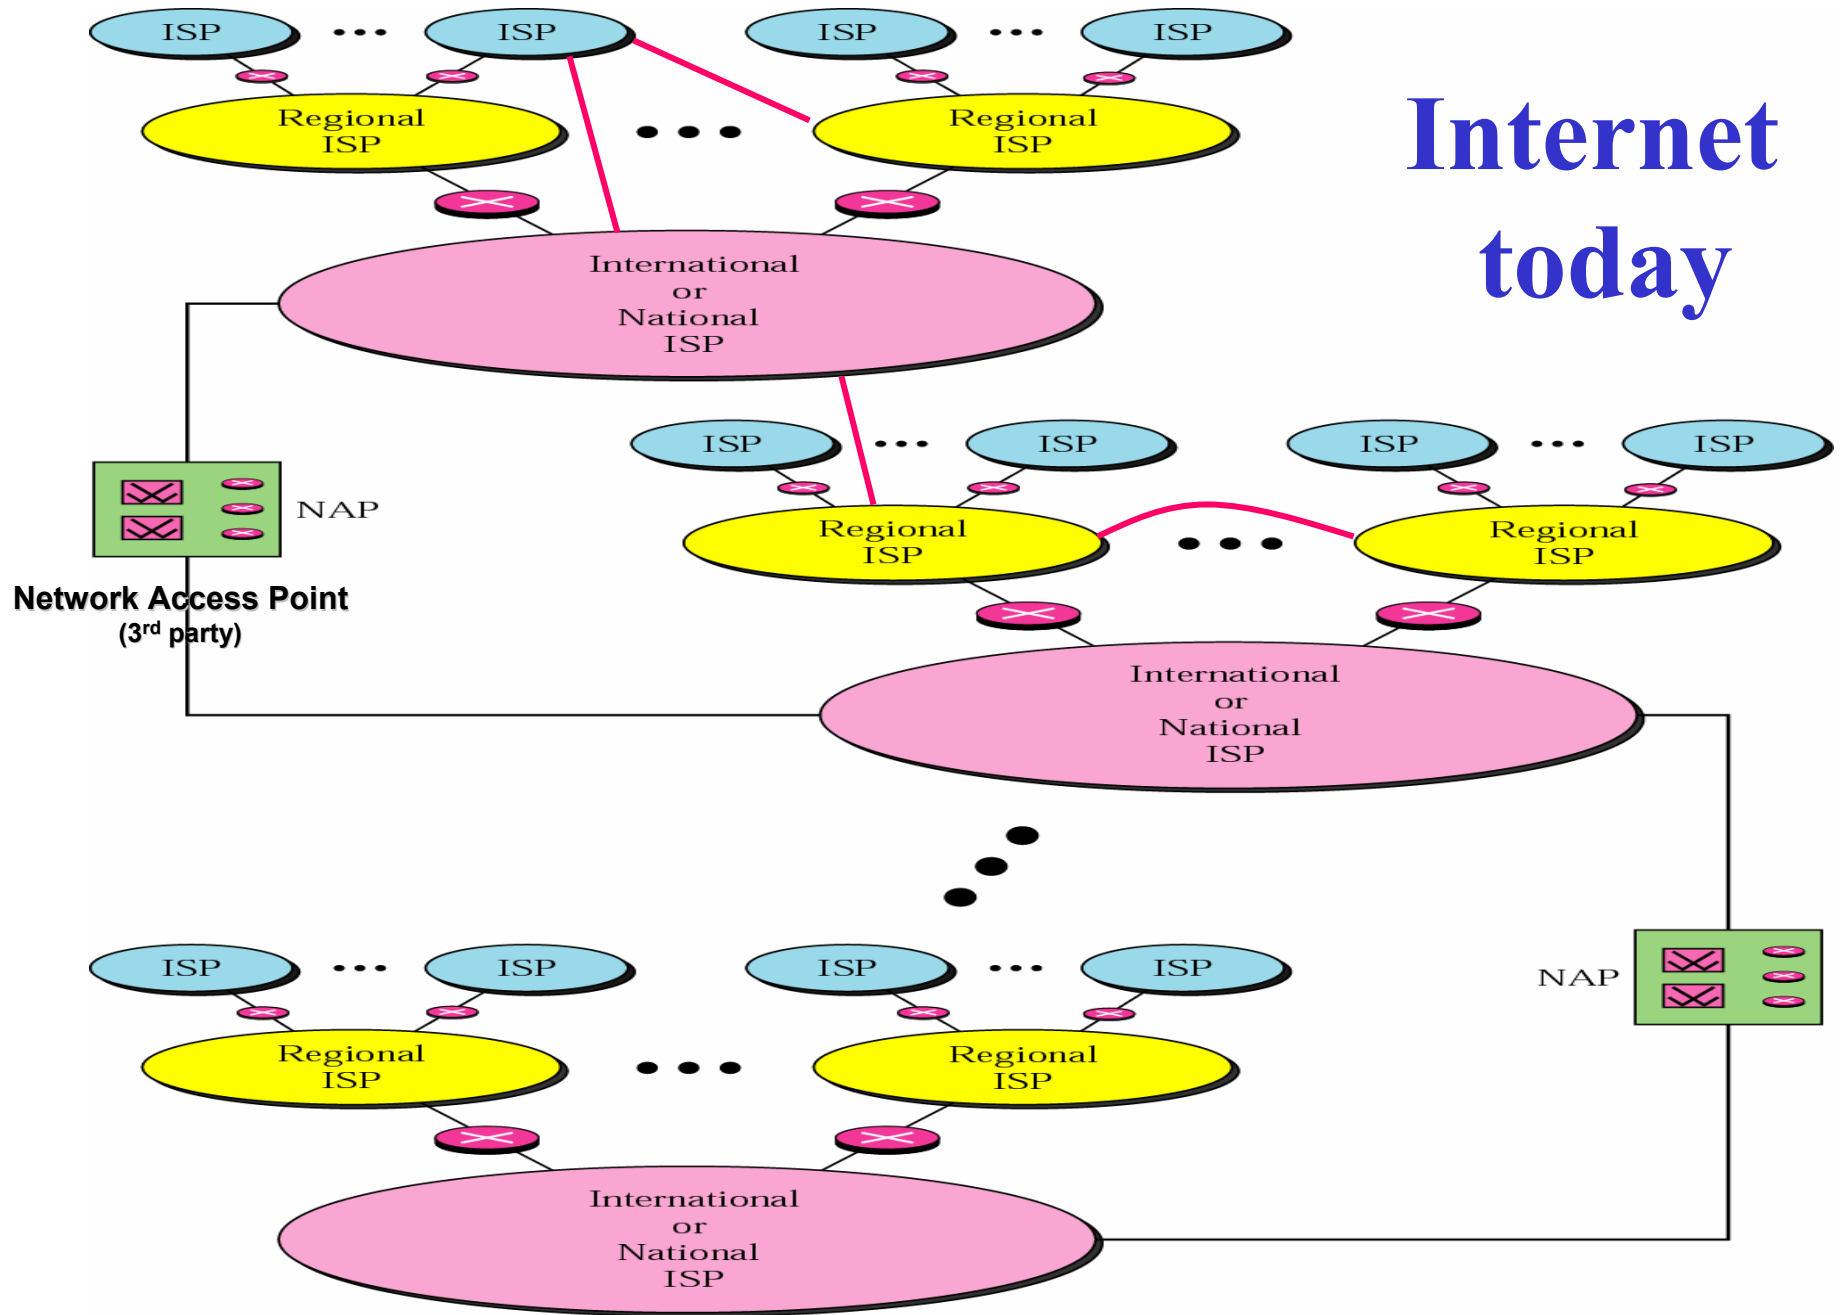 ISP
ISP
ISP
ISP
Internet
today
Regional
ISP
Regional
ISP
International
or
National
ISP
ISP
ISP
ISP
ISP
NAP
Regional
ISP
Regional
ISP
Network Access Point
(3rd party)
International
or
National
ISP
ISP
ISP
ISP
ISP
NAP
Regional
ISP
Regional
ISP
International
or
National
ISP